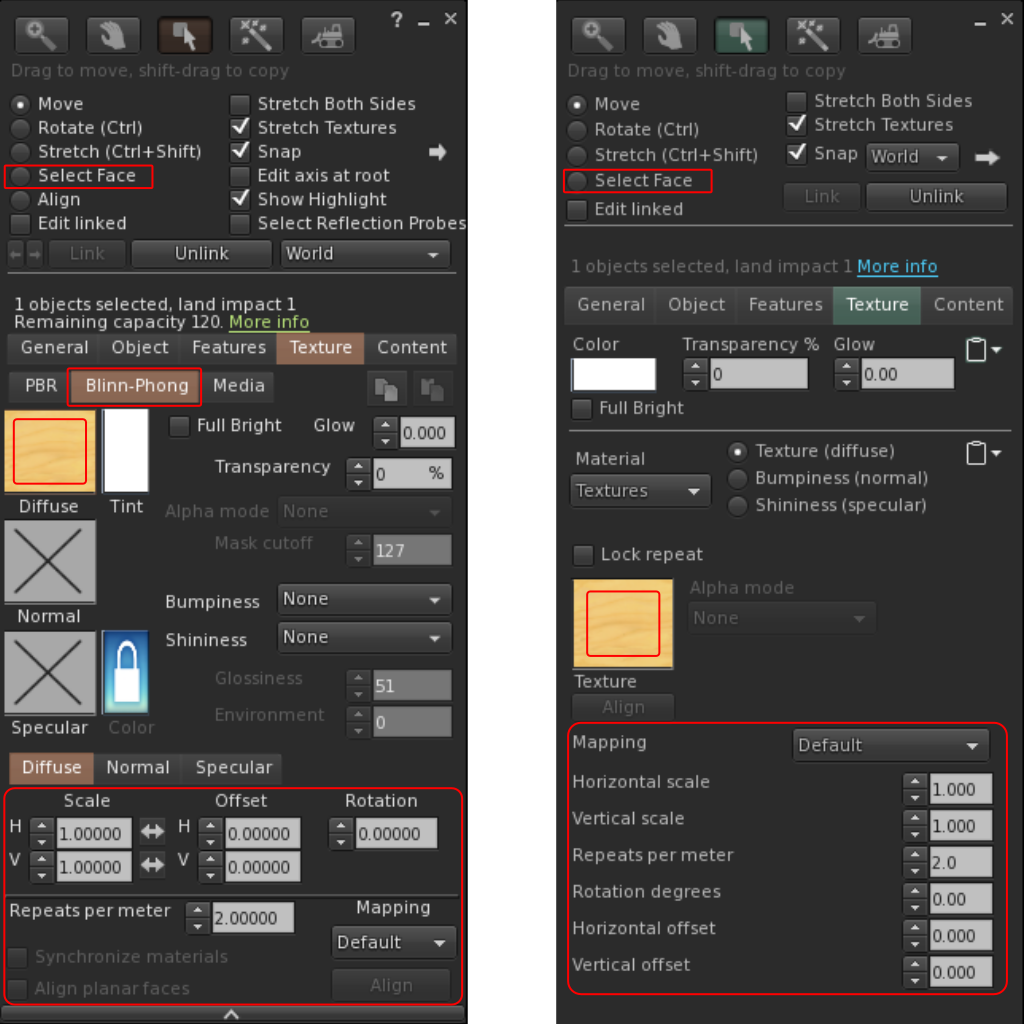 ?
Drag to move, shift-drag to copy
Move
Rotate (Ctrl)
Stretch (Ctrl+Shift)
Select Face
Align
Edit linked
Stretch Both Sides
Stretch Textures
Snap
Edit axis at root
Show Highlight
Select Reflection Probes
Link Unlink World
1 objects selected, land impact 1
Remaining capacity 120. More info
General Object Features Texture Content
PBR Blinn-Phong Media
Full Bright Glow 0.000
Transparency 0 %
Diffuse Tint
Alpha mode None
Mask cutoff 127
Normal
Bumpiness None
Shininess None
Glossiness 51
Environment 0
Specular Color
Diffuse Normal Specular
Scale Offset Rotation
H 1.00000 H 0.00000 0.00000
V 1.00000 V 0.00000
Repeats per meter 2.00000
Mapping
Default
Synchronize materials
Align planar faces
Align
Drag to move, shift-drag to copy
Move
Rotate (Ctrl)
Stretch (Ctrl+Shift)
Select Face
Edit linked
Stretch Both Sides
Stretch Textures
Snap World
Link Unlink
1 objects selected, land impact 1 More info
General Object Features Texture Content
Color Transparency % Glow
0 0.00
Full Bright
Material
Textures
Texture (diffuse)
Bumpiness (normal)
Shininess (specular)
Lock repeat
Alpha mode
None
Texture
Align
Mapping Default
Horizontal scale 1.000
Vertical scale 1.000
Repeats per meter 2.0
Rotation degrees 0.00
Horizontal offset 0.000
Vertical offset 0.000